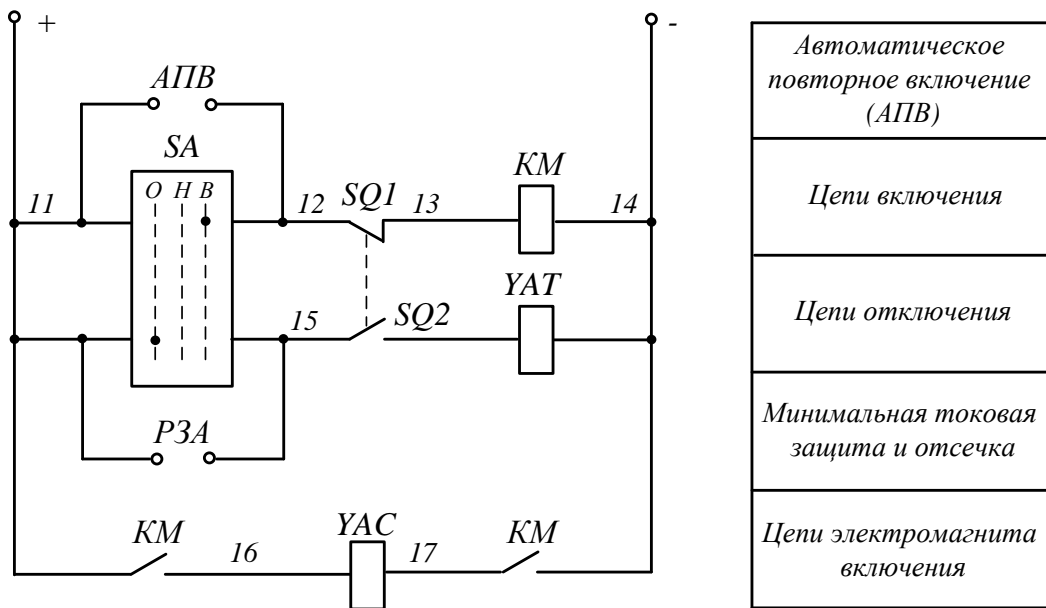 +
-
АПВ
SA
О Н В
11
12
SQ1
13
КМ
14
YAT
15
SQ2
РЗА
КМ
16
YAC
17
КМ
Автоматическое
повторное включение
(АПВ)
Цепи включения
Цепи отключения
Минимальная токовая
защита и отсечка
Цепи электромагнита
включения